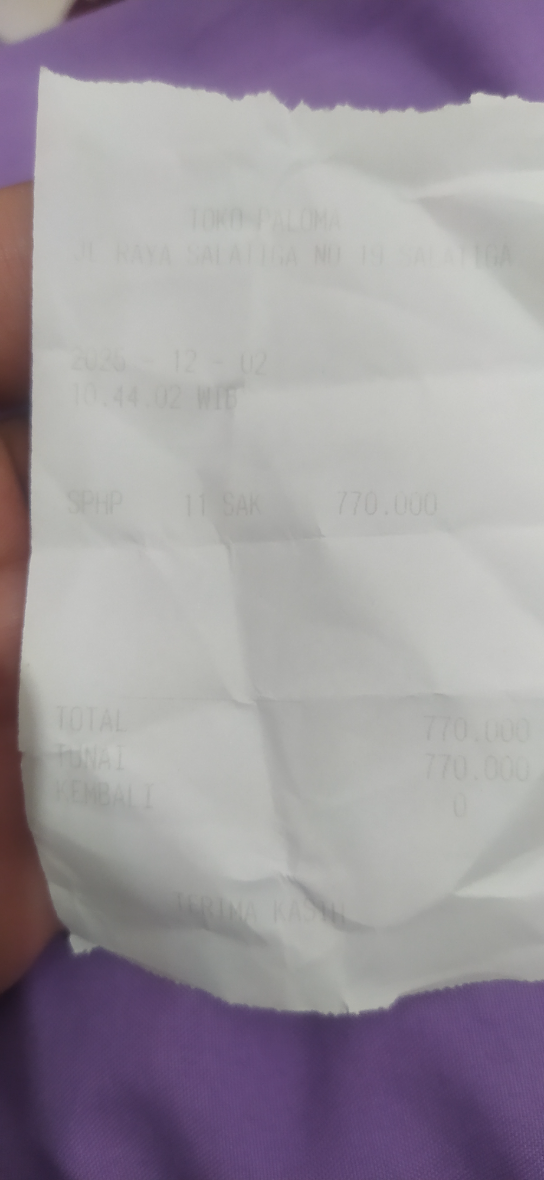 TOKO PALOMA
JL RAYA SALATIGA NO 19 SALATIGA
2026 - 12 - 02
10.44.02 WIB
SPHP 11 SAK 770.000
TOTAL 770.000
TUNAI 770.000
KEMBALI 0
TERIMA KASIH